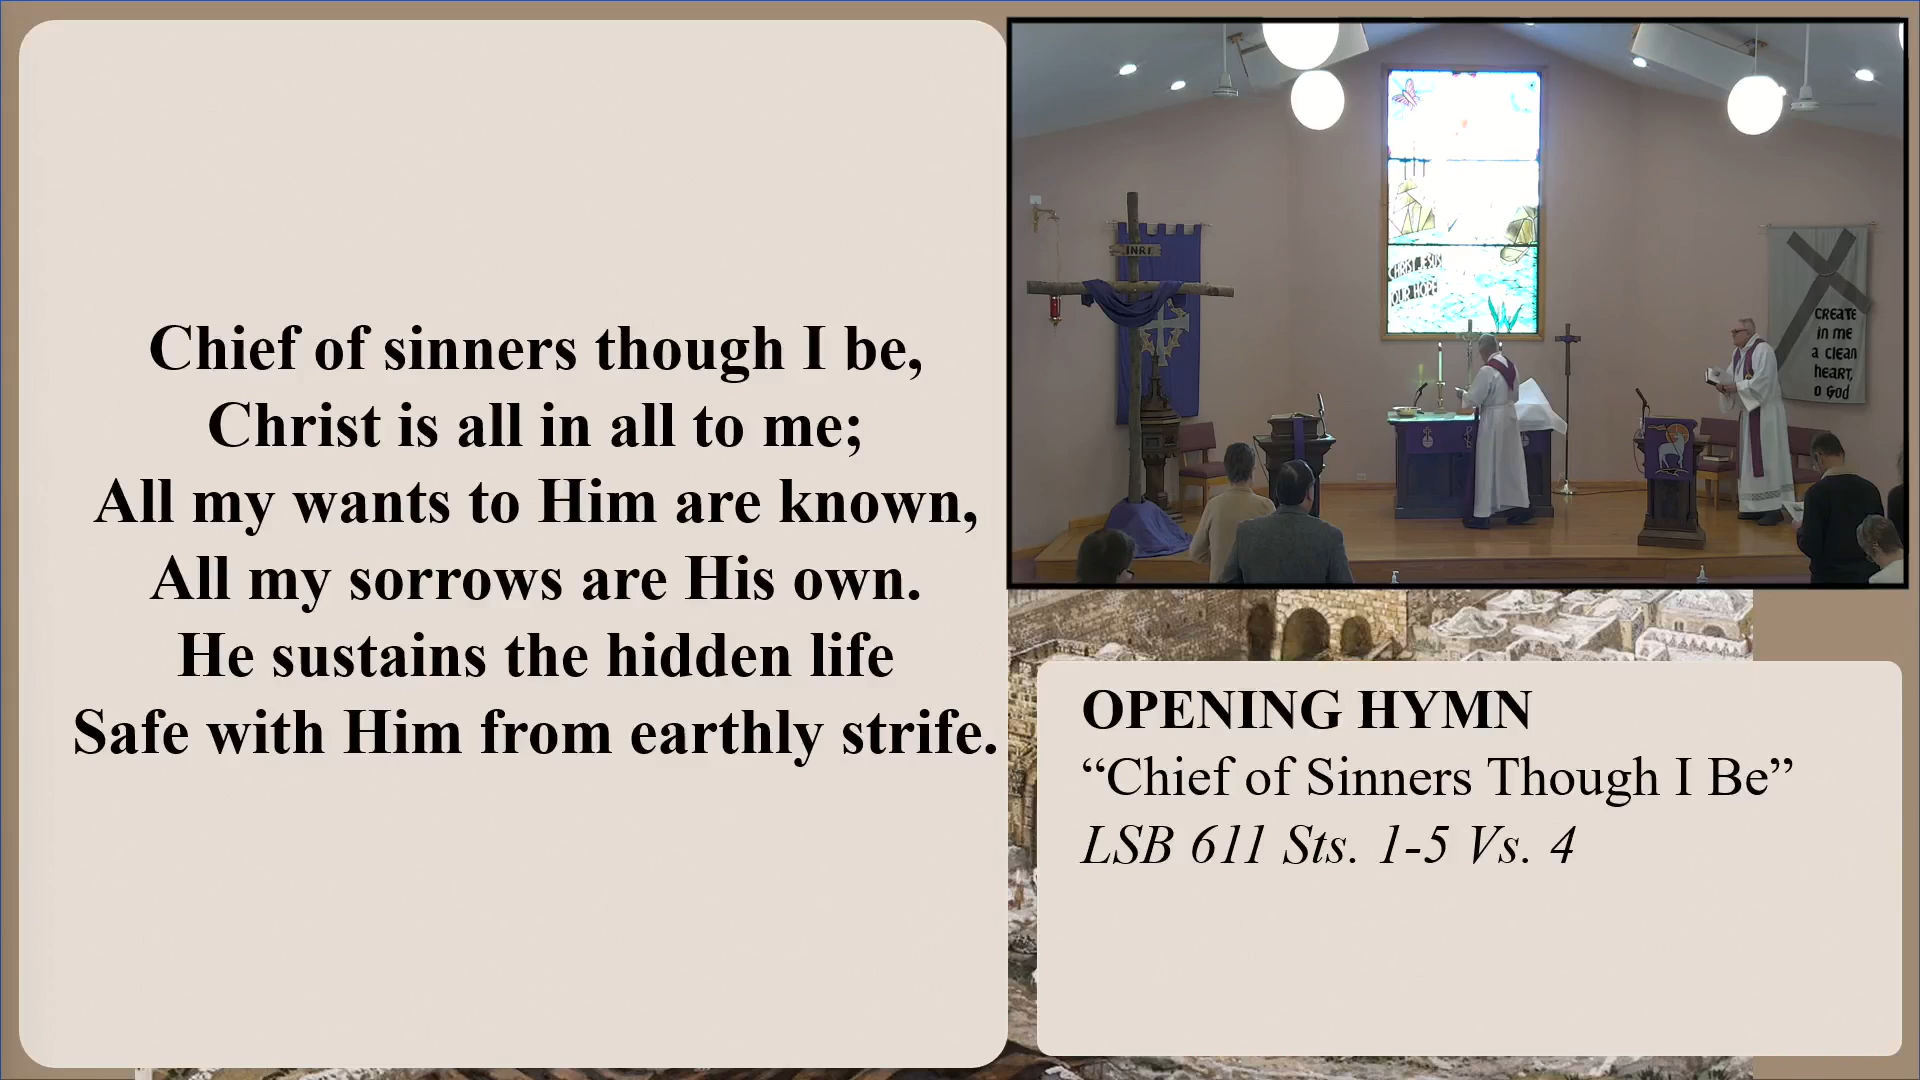 Chief of sinners though I be,
Christ is all in all to me;
All my wants to Him are known,
All my sorrows are His own.
He sustains the hidden life
Safe with Him from earthly strife.
INRI
CHRIST JESUS
OUR HOPE
CREATE
in me
a clean
heart,
o God
OPENING HYMN
“Chief of Sinners Though I Be”
LSB 611 Sts. 1-5 Vs. 4